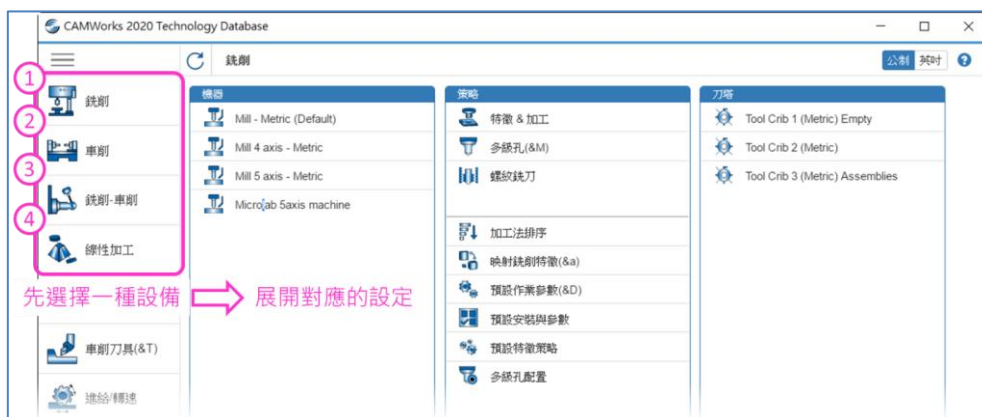 CAMWorks 2020 Technology Database
銑削
公制 英吋
1
銑削
2
車削
3
銑削-車削
4
線性加工
先選擇一種設備
展開對應的設定
車削刀具(&T)
進給/轉速
機器
Mill - Metric (Default)
Mill 4 axis - Metric
Mill 5 axis - Metric
Microlab 5axis machine
策略
特徵 & 加工
多級孔(&M)
螺紋銑刀
加工法排序
映射銑削特徵(&a)
預設作業參數(&D)
預設安裝與參數
預設特徵策略
多級孔配置
刀塔
Tool Crib 1 (Metric) Empty
Tool Crib 2 (Metric)
Tool Crib 3 (Metric) Assemblies